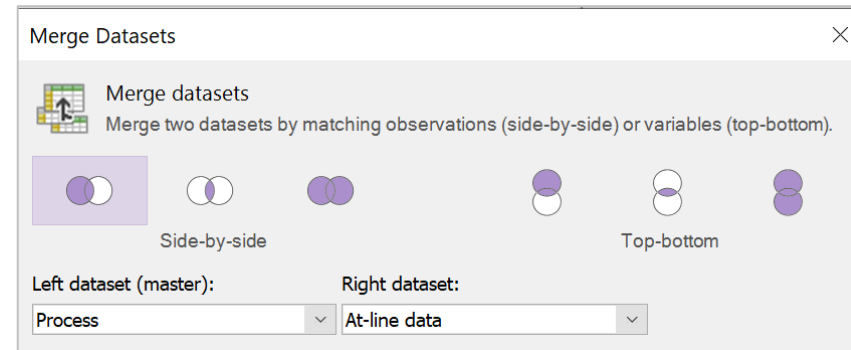 Merge Datasets
Merge datasets
Merge two datasets by matching observations (side-by-side) or variables (top-bottom).
Side-by-side
Top-bottom
Left dataset (master):
Right dataset:
Process
At-line data